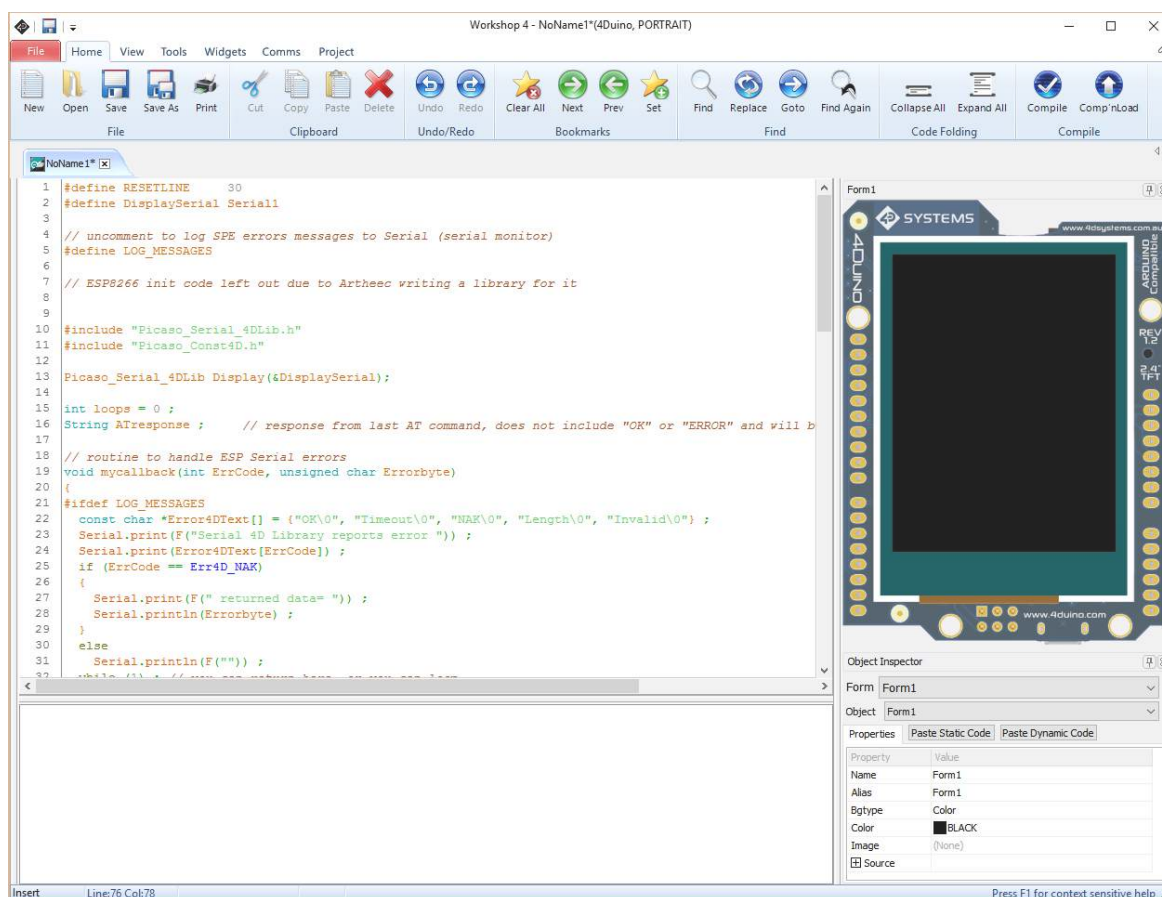 Workshop 4 - NoName1*(4Duino, PORTRAIT)
File Home View Tools Widgets Comms Project
New Open Save Save As Print Cut Copy Paste Delete Undo Redo Clear All Next Prev Set Find Replace Goto Find Again Collapse All Expand All Compile Comp'nLoad
File Clipboard Undo/Redo Bookmarks Find Code Folding Compile
NoName1*
1 #define RESETLINE 30
2 #define DisplaySerial Serial1
3
4 // uncomment to log SPE errors messages to Serial (serial monitor)
5 #define LOG_MESSAGES
6
7 // ESP8266 init code left out due to Artheec writing a library for it
8
9
10 #include "Picaso_Serial_4DLib.h"
11 #include "Picaso_Const4D.h"
12
13 Picaso_Serial_4DLib Display(&DisplaySerial);
14
15 int loops = 0 ;
16 String ATresponse ; // response from last AT command, does not include "OK" or "ERROR" and will b
17
18 // routine to handle ESP Serial errors
19 void mycallback(int ErrCode, unsigned char Errorbyte)
20 {
21 #ifdef LOG_MESSAGES
22 const char *Error4DText[] = {"OK\0", "Timeout\0", "NAK\0", "Length\0", "Invalid\0"} ;
23 Serial.print(F("Serial 4D Library reports error ")) ;
24 Serial.print(Error4DText[ErrCode]) ;
25 if (ErrCode == Err4D_NAK)
26 {
27 Serial.print(F(" returned data= ")) ;
28 Serial.println(Errorbyte) ;
29 }
30 else
31 Serial.println(F("")) ;
Form1
4D SYSTEMS
www.4dsystems.com.au
4DUINO
ARDUINO
Compatible
REV
1.2
2.4"
TFT
www.4duino.com
Object Inspector
Form Form1
Object Form1
Properties Paste Static Code Paste Dynamic Code
Property Value
Name Form1
Alias Form1
Bgtype Color
Color BLACK
Image (None)
Source
Insert Line:76 Col:78 Press F1 for context sensitive help